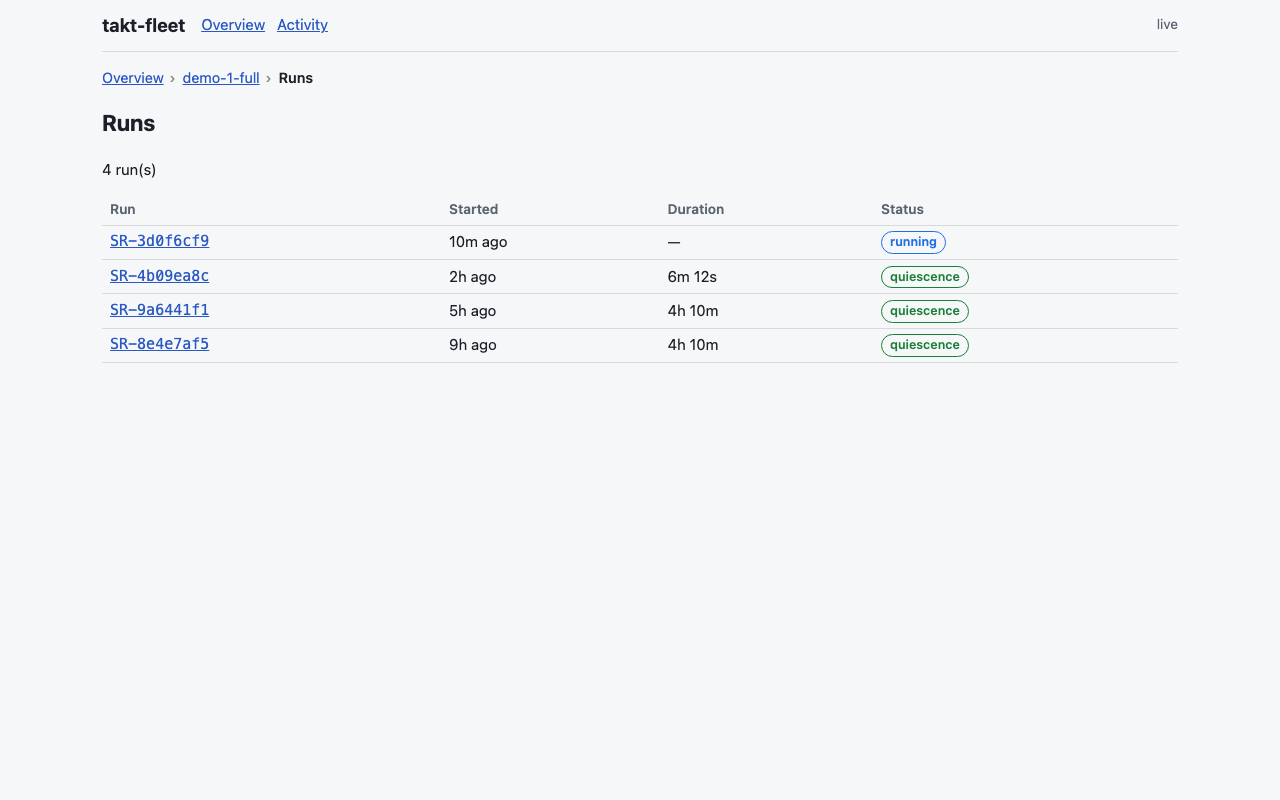 takt-fleet Overview Activity live
Overview › demo-1-full › Runs
Runs
4 run(s)
Run Started Duration Status
SR-3d0f6cf9 10m ago — running
SR-4b09ea8c 2h ago 6m 12s quiescence
SR-9a6441f1 5h ago 4h 10m quiescence
SR-8e4e7af5 9h ago 4h 10m quiescence